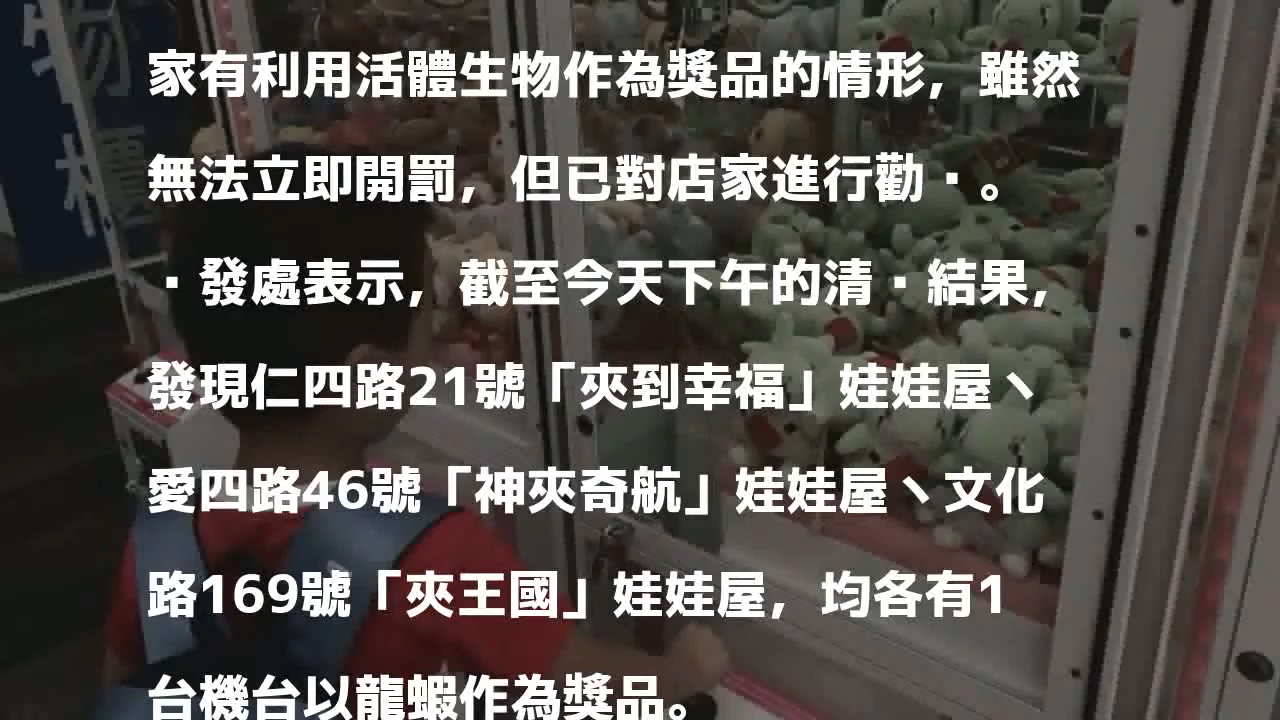 家有利用活體生物作為獎品的情形，雖然
無法立即開罰，但已對店家進行勸▪。
▪發處表示，截至今天下午的清▪結果，
發現仁四路21號「夾到幸福」娃娃屋、
愛四路46號「神夾奇航」娃娃屋、文化
路169號「夾王國」娃娃屋，均各有1
台機台以龍蝦作為獎品。
物
標